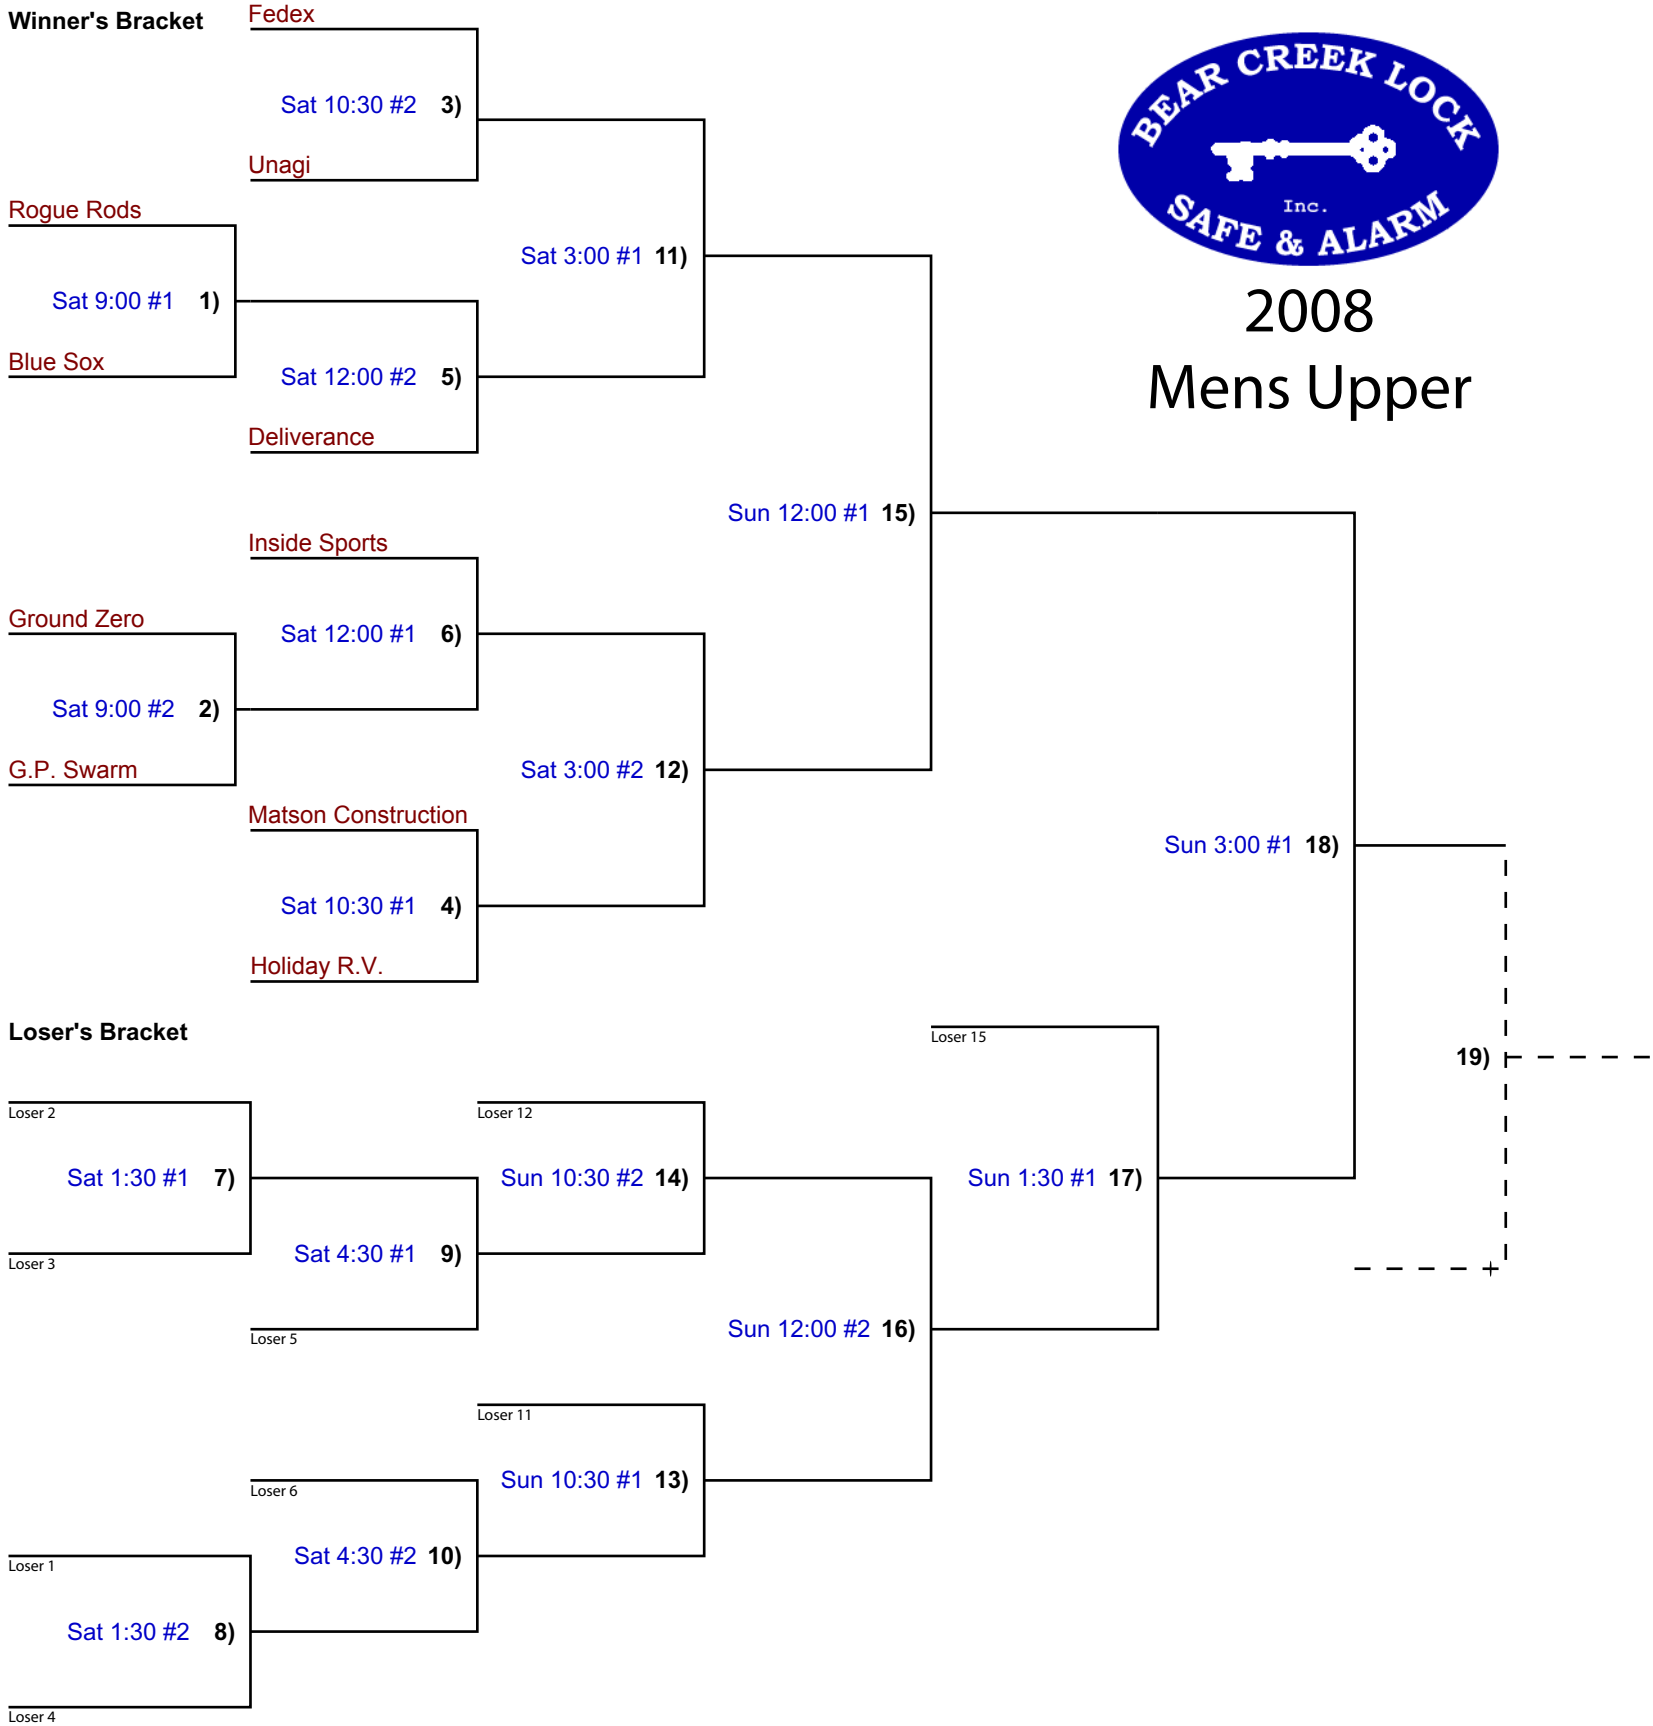 Winner's Bracket
Fedex
Sat 10:30 #2 3)
Unagi
Rogue Rods
Sat 3:00 #1 11)
Sat 9:00 #1 1)
Blue Sox
Sat 12:00 #2 5)
Deliverance
BEAR CREEK LOCK
Inc.
SAFE & ALARM
2008
Mens Upper
Sun 12:00 #1 15)
Inside Sports
Ground Zero
Sat 12:00 #1 6)
Sat 9:00 #2 2)
G.P. Swarm
Sat 3:00 #2 12)
Matson Construction
Sun 3:00 #1 18)
Sat 10:30 #1 4)
Holiday R.V.
Loser's Bracket
Loser 15
19)
Loser 2
Loser 12
Sat 1:30 #1 7)
Sun 10:30 #2 14)
Sun 1:30 #1 17)
Loser 3
Sat 4:30 #1 9)
Loser 5
Sun 12:00 #2 16)
Loser 11
Loser 6
Sun 10:30 #1 13)
Loser 1
Sat 4:30 #2 10)
Sat 1:30 #2 8)
Loser 4